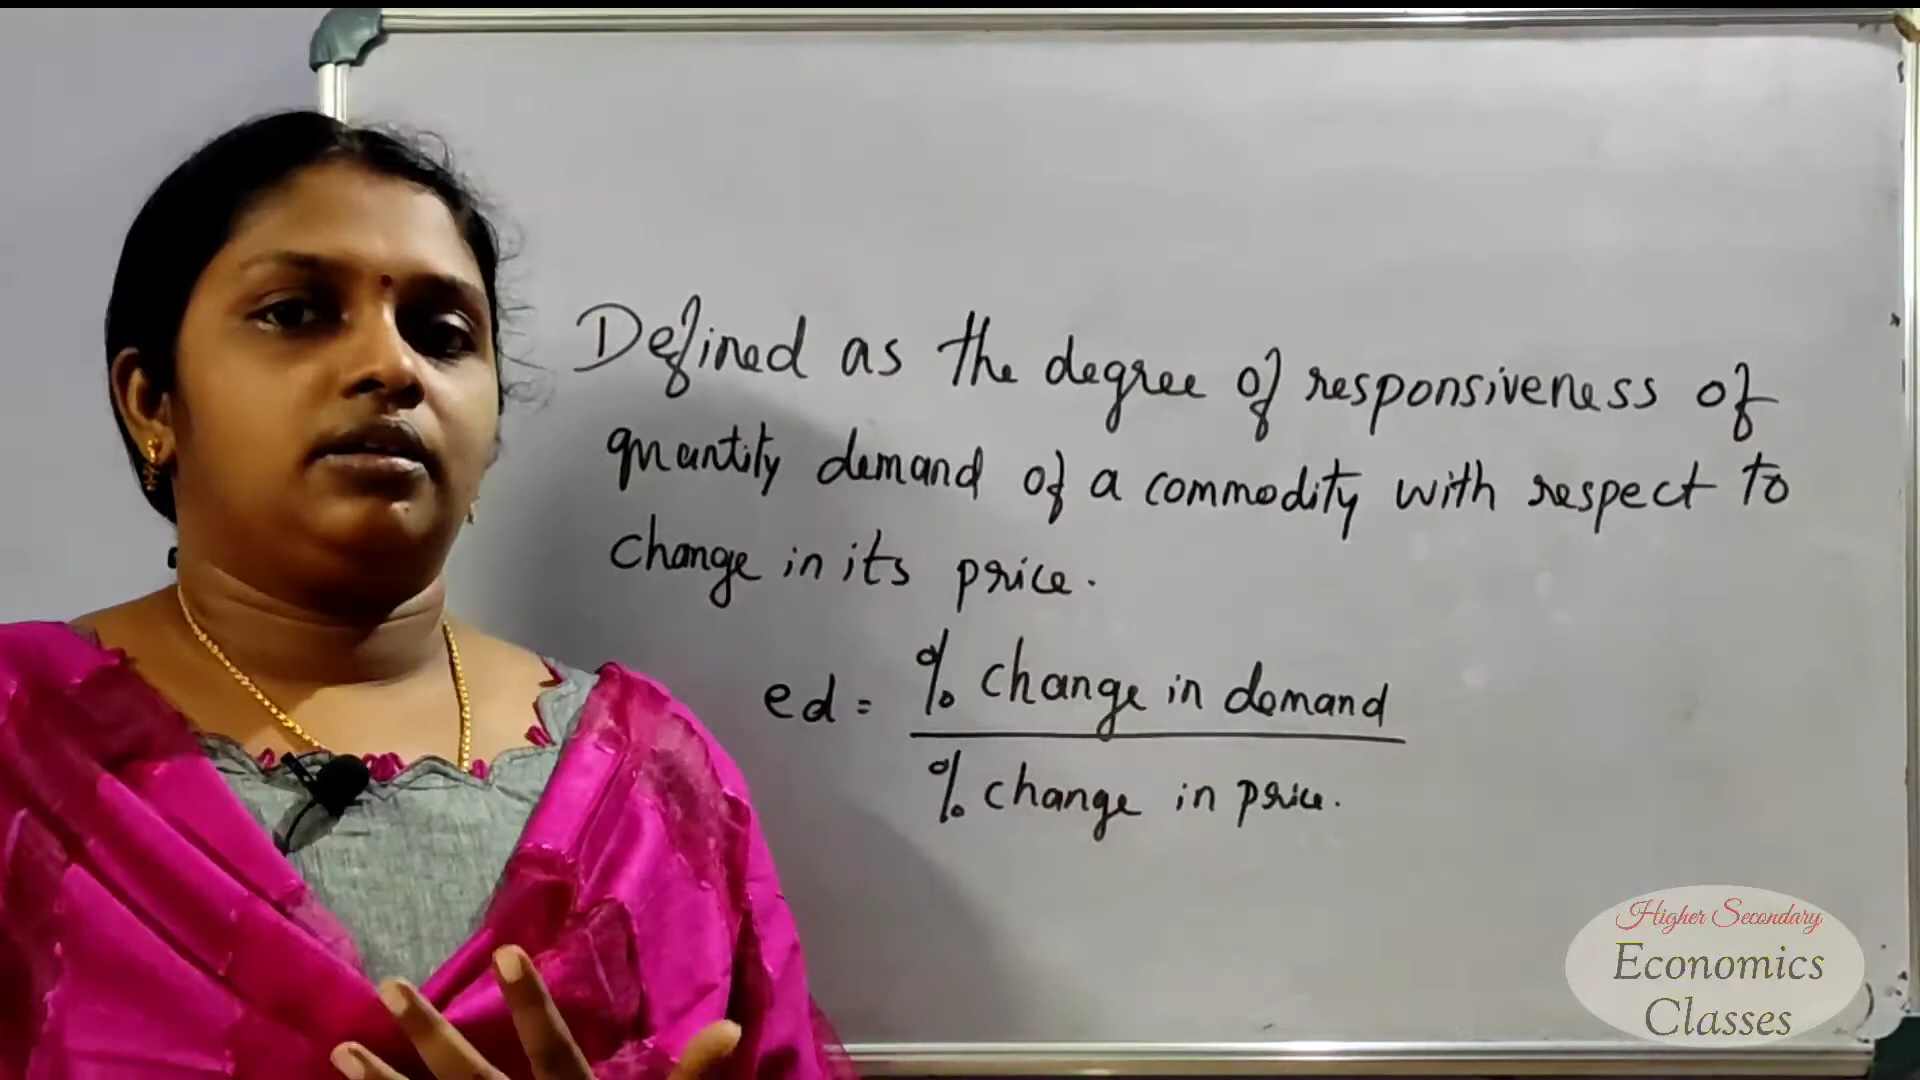 Defined as the degree of responsiveness of
quantity demand of a commodity with respect to
change in its price.
ed = % change in demand
% change in price.
Higher Secondary
Economics
Classes